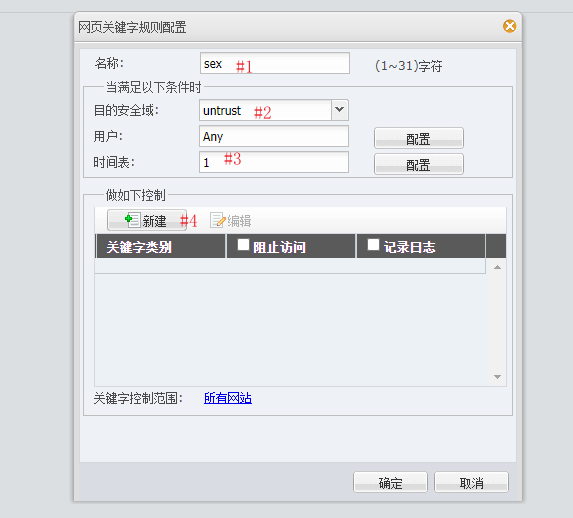 网页关键字规则配置
名称: sex #1 (1~31)字符
当满足以下条件时
目的安全域: untrust #2
用户: Any 配置
时间表: 1 #3 配置
做如下控制
新建 #4 编辑
关键字类别 阻止访问 记录日志
关键字控制范围: 所有网站
确定 取消